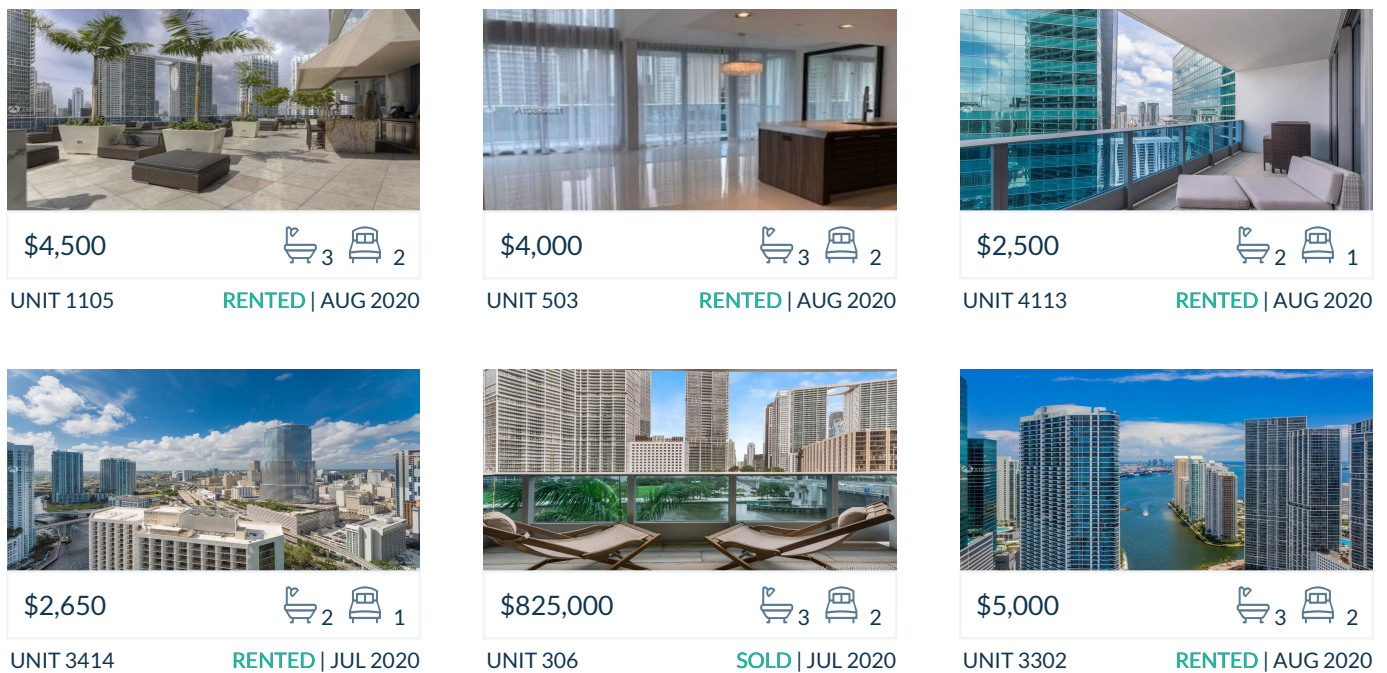 $4,500 3 2
UNIT 1105 RENTED | AUG 2020
$4,000 3 2
UNIT 503 RENTED | AUG 2020
$2,500 2 1
UNIT 4113 RENTED | AUG 2020
$2,650 2 1
UNIT 3414 RENTED | JUL 2020
$825,000 3 2
UNIT 306 SOLD | JUL 2020
$5,000 3 2
UNIT 3302 RENTED | AUG 2020